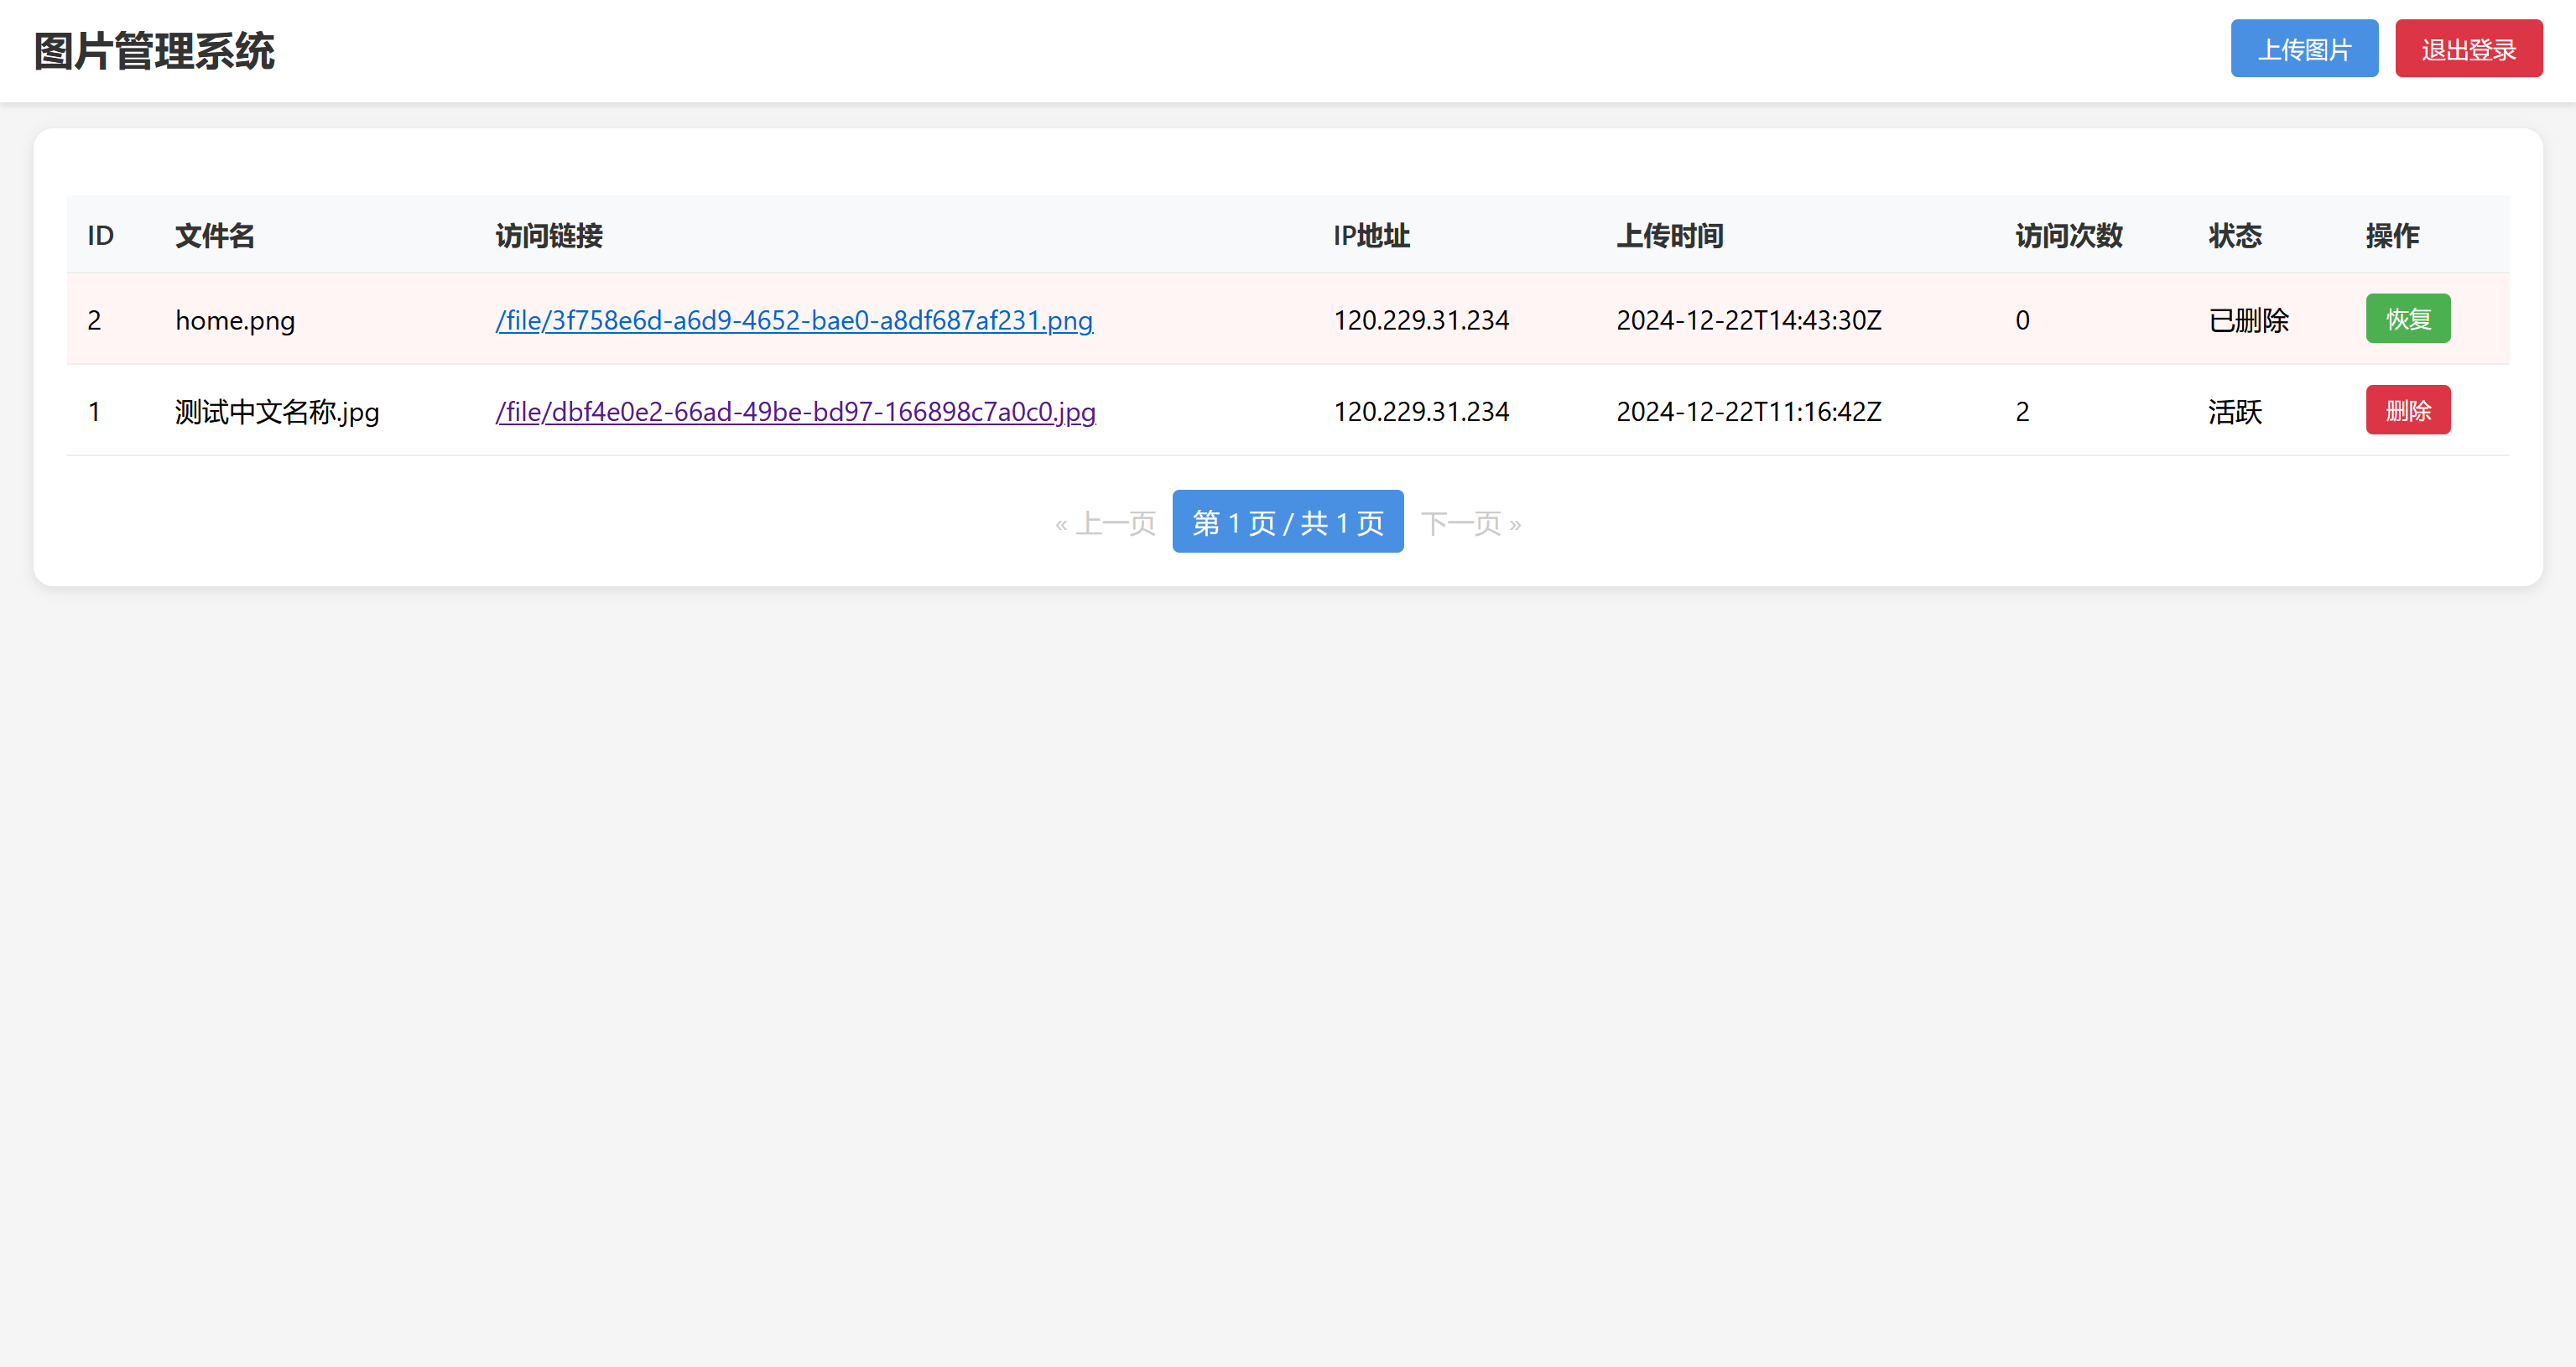 图片管理系统 上传图片 退出登录
ID 文件名 访问链接 IP地址 上传时间 访问次数 状态 操作
2 home.png /file/3f758e6d-a6d9-4652-bae0-a8df687af231.png 120.229.31.234 2024-12-22T14:43:30Z 0 已删除 恢复
1 测试中文名称.jpg /file/dbf4e0e2-66ad-49be-bd97-166898c7a0c0.jpg 120.229.31.234 2024-12-22T11:16:42Z 2 活跃 删除
« 上一页 第 1 页 / 共 1 页 下一页 »